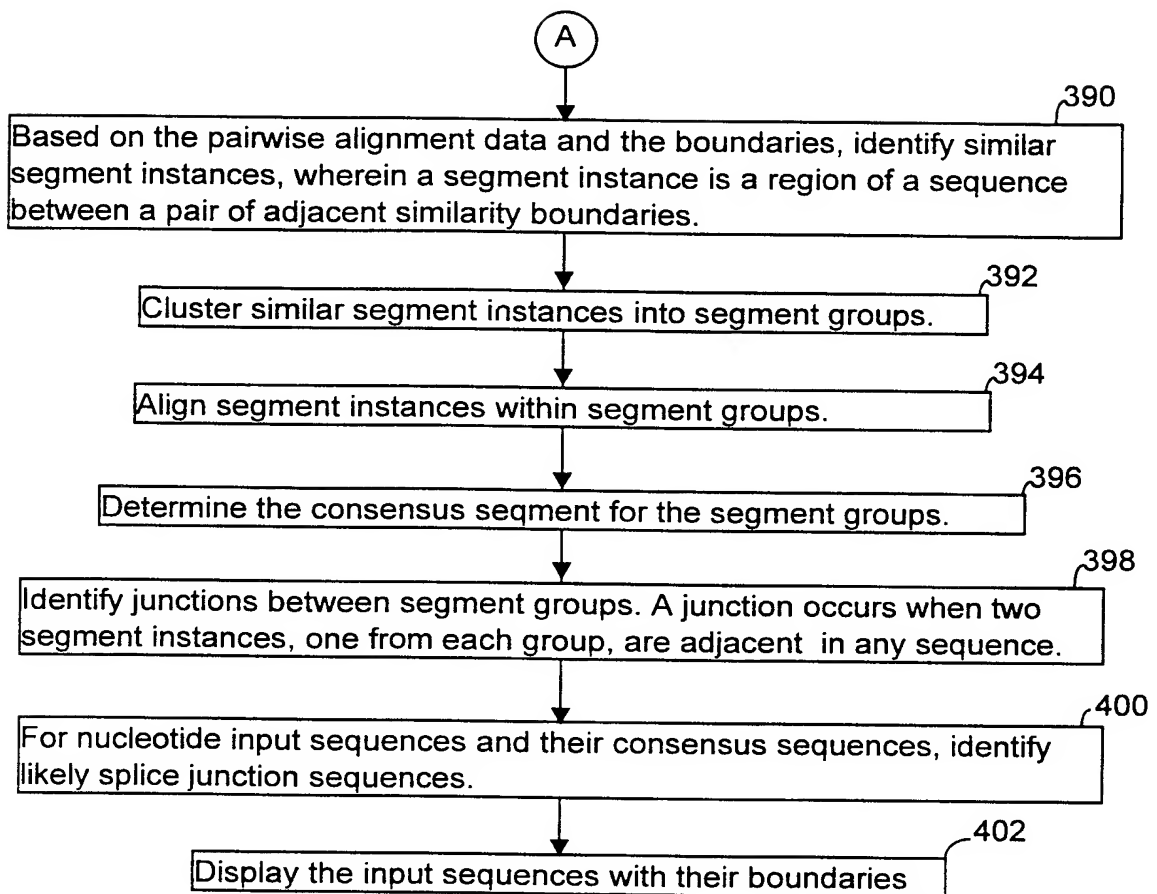 A
390
Based on the pairwise alignment data and the boundaries, identify similar
segment instances, wherein a segment instance is a region of a sequence
between a pair of adjacent similarity boundaries.
392
Cluster similar segment instances into segment groups.
394
Align segment instances within segment groups.
396
Determine the consensus seqment for the segment groups.
398
Identify junctions between segment groups. A junction occurs when two
segment instances, one from each group, are adjacent in any sequence.
400
For nucleotide input sequences and their consensus sequences, identify
likely splice junction sequences.
402
Display the input sequences with their boundaries